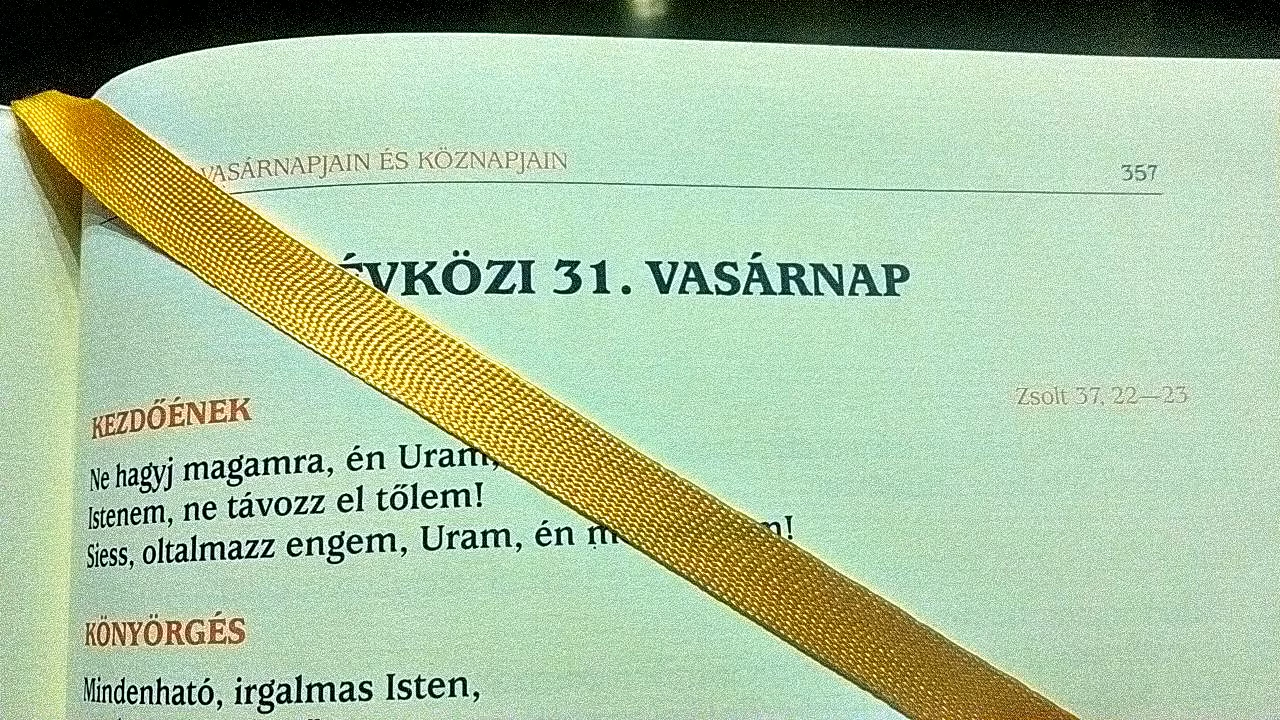 VASÁRNAPJAIN ÉS KÖZNAPJAIN 357
ÉVKÖZI 31. VASÁRNAP
Zsolt 37, 22—23
KEZDŐÉNEK
Ne hagyj magamra, én Uram,
Istenem, ne távozz el tőlem!
Siess, oltalmazz engem, Uram, én
KÖNYÖRGÉS
Mindenható, irgalmas Isten,